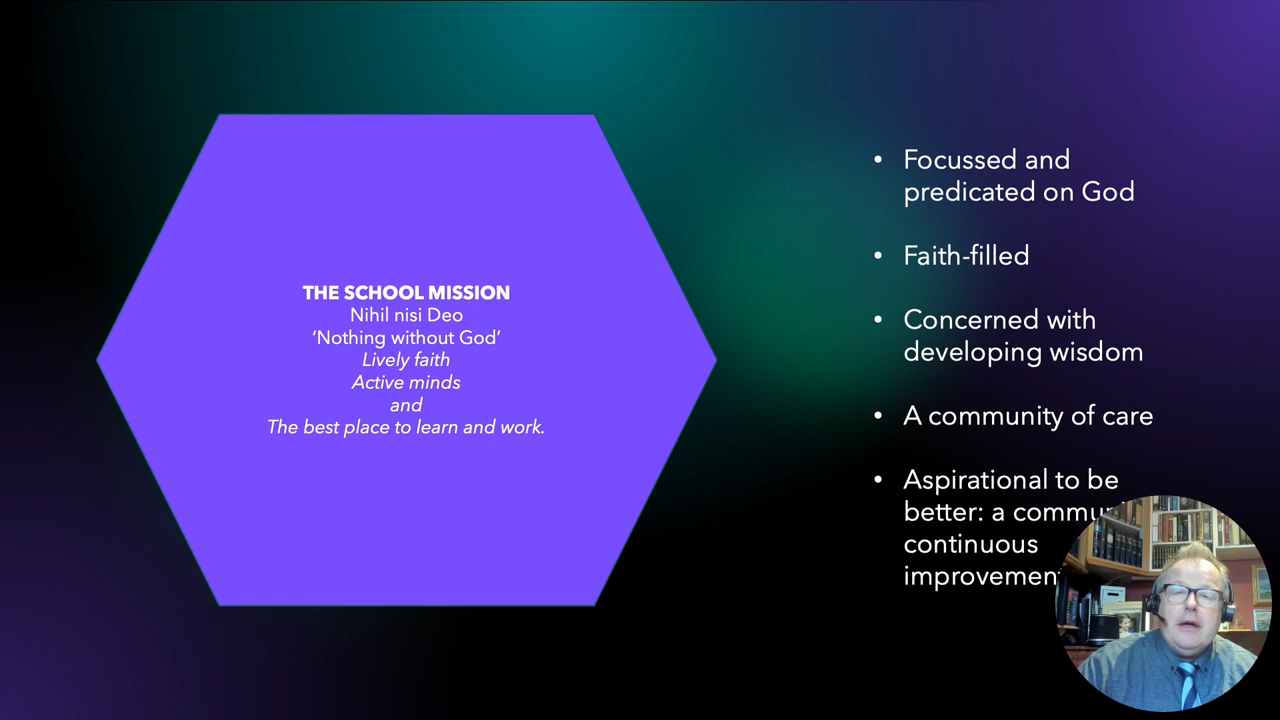 THE SCHOOL MISSION
Nihil nisi Deo
‘Nothing without God’
Lively faith
Active minds
and
The best place to learn and work.
• Focussed and
predicated on God
• Faith-filled
• Concerned with
developing wisdom
• A community of care
• Aspirational to be
better: a
continuous
improvement